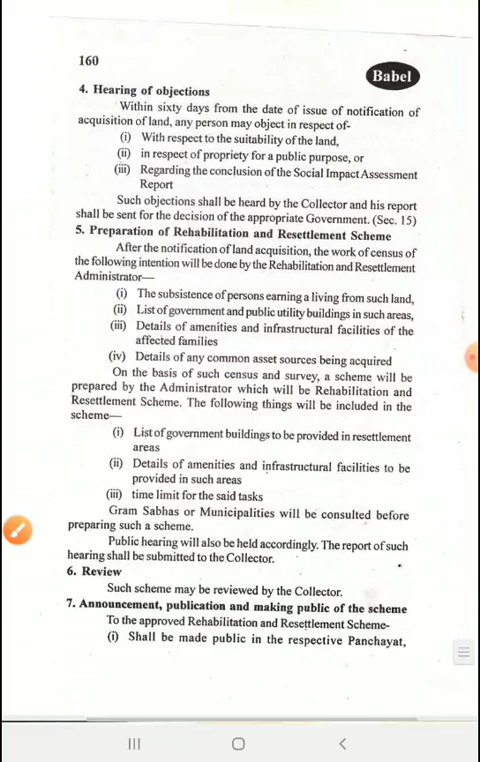 160
Babel
4. Hearing of objections
Within sixty days from the date of issue of notification of
acquisition of land, any person may object in respect of-
(i) With respect to the suitability of the land,
(ii) in respect of propriety for a public purpose, or
(iii) Regarding the conclusion of the Social Impact Assessment
Report
Such objections shall be heard by the Collector and his report
shall be sent for the decision of the appropriate Government. (Sec. 15)
5. Preparation of Rehabilitation and Resettlement Scheme
After the notification of land acquisition, the work of census of
the following intention will be done by the Rehabilitation and Resettlement
Administrator—
(i) The subsistence of persons earning a living from such land,
(ii) List of government and public utility buildings in such areas,
(iii) Details of amenities and infrastructural facilities of the
affected families
(iv) Details of any common asset sources being acquired
On the basis of such census and survey, a scheme will be
prepared by the Administrator which will be Rehabilitation and
Resettlement Scheme. The following things will be included in the
scheme—
(i) List of government buildings to be provided in resettlement
areas
(ii) Details of amenities and infrastructural facilities to be
provided in such areas
(iii) time limit for the said tasks
Gram Sabhas or Municipalities will be consulted before
preparing such a scheme.
Public hearing will also be held accordingly. The report of such
hearing shall be submitted to the Collector.
6. Review
Such scheme may be reviewed by the Collector.
7. Announcement, publication and making public of the scheme
To the approved Rehabilitation and Resettlement Scheme-
(i) Shall be made public in the respective Panchayat,